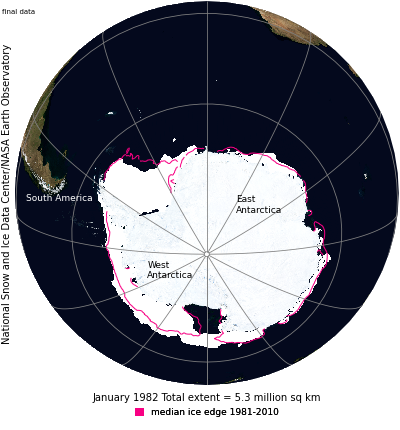 final data
National Snow and Ice Data Center/NASA Earth Observatory
South America
East
Antarctica
West
Antarctica
January 1982 Total extent = 5.3 million sq km
median ice edge 1981-2010